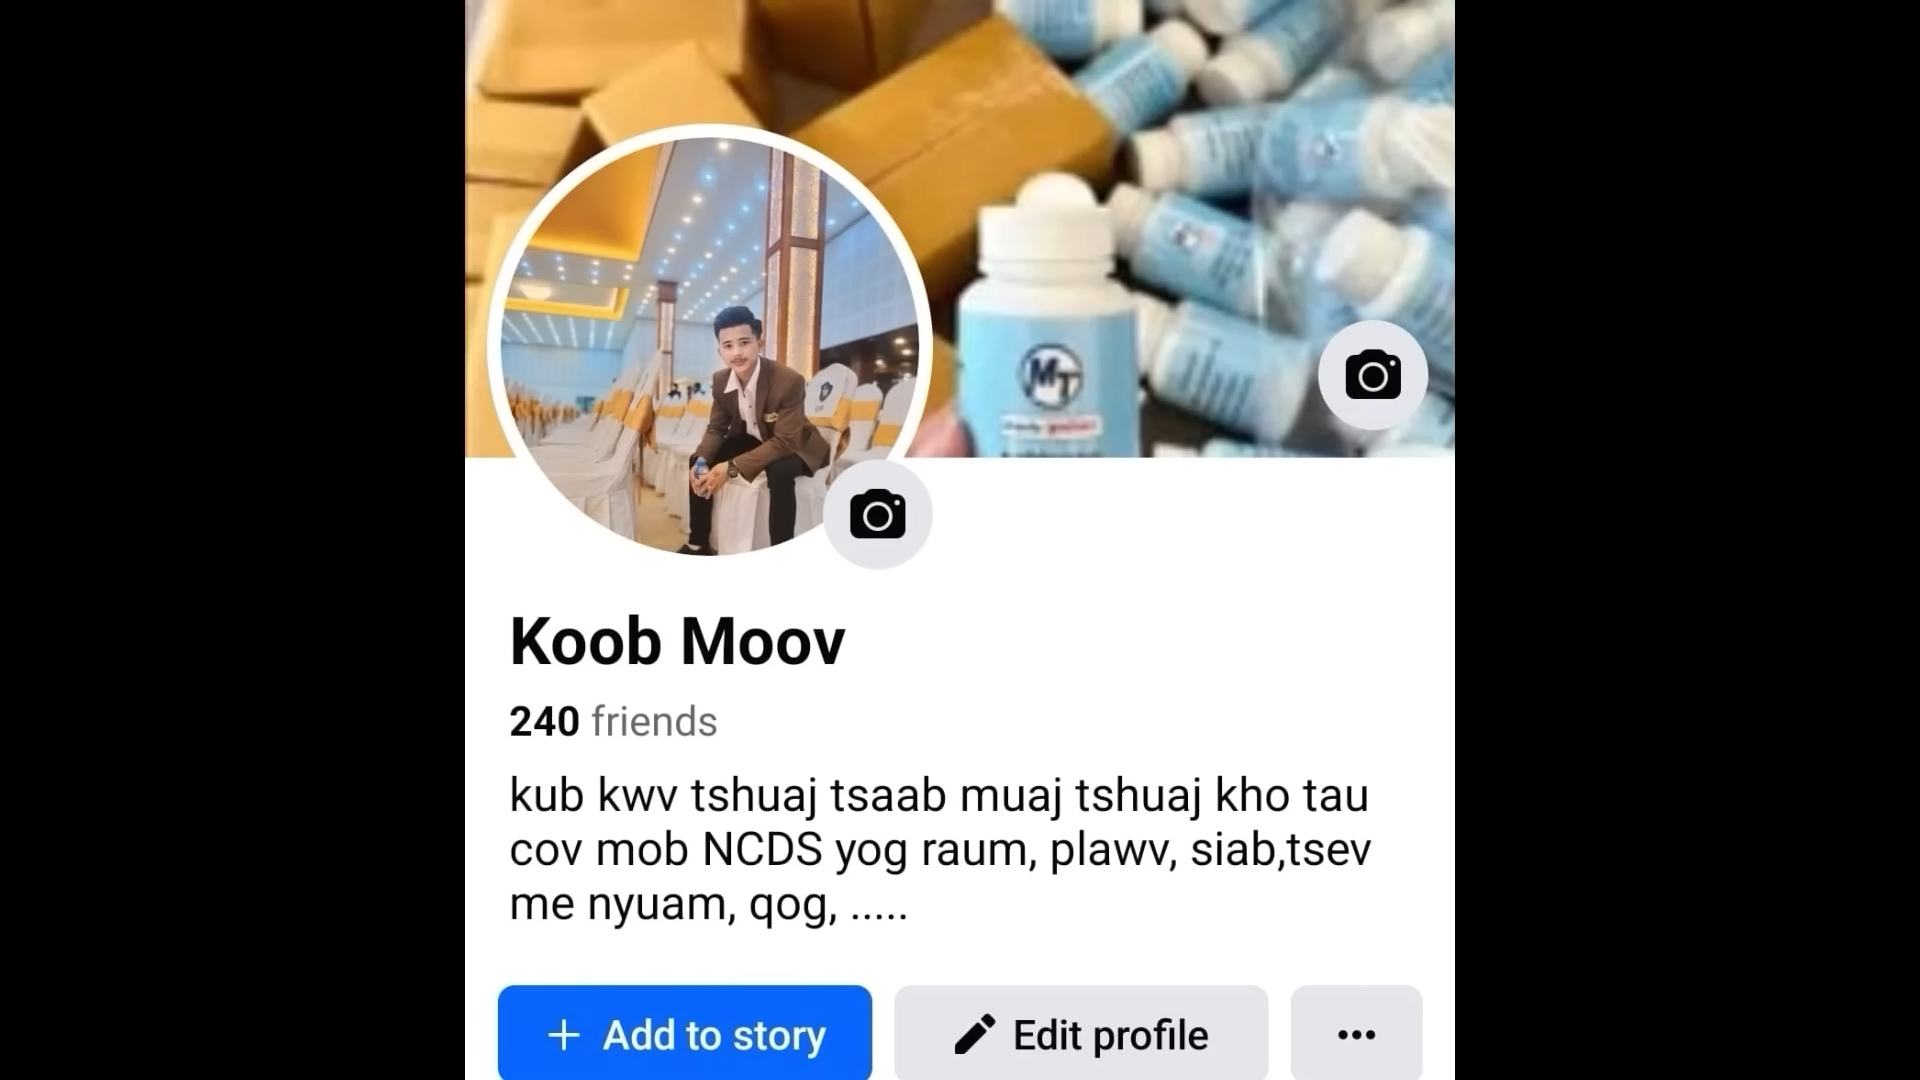 MT
Koob Moov
240 friends
kub kwv tshuaj tsaab muaj tshuaj kho tau
cov mob NCDS yog raum, plawv, siab,tsev
me nyuam, qog, .....
+ Add to story
Edit profile
...